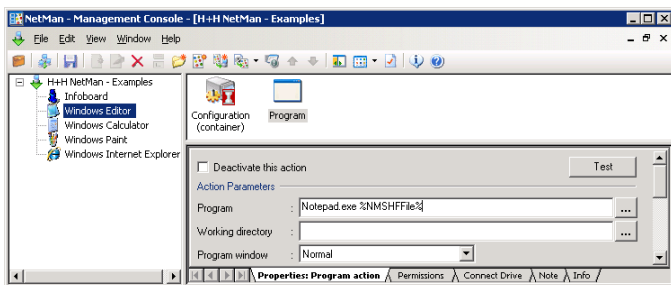 NetMan - Management Console - [H+H NetMan - Examples]
File Edit View Window Help
H+H NetMan - Examples
Infoboard
Windows Editor
Windows Calculator
Windows Paint
Windows Internet Explorer
Configuration
(container)
Program
Deactivate this action
Test
Action Parameters
Program : Notepad.exe %NMSHFFile% ...
Working directory : ...
Program window : Normal
Properties: Program action Permissions Connect Drive Note Info